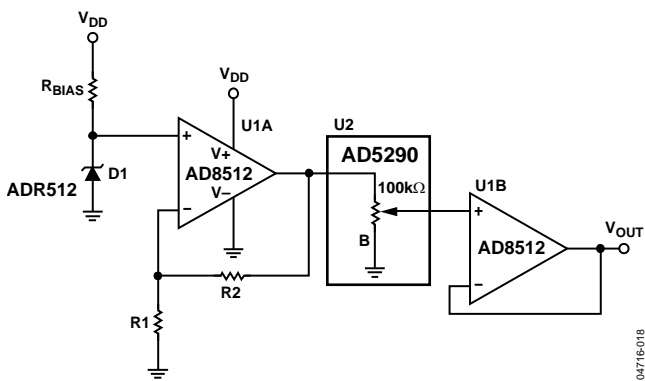 VDD
RBIAS
ADR512
D1
VDD
U1A
+
V+
AD8512
V–
–
R2
R1
U2
AD5290
100kΩ
B
U1B
+
AD8512
–
VOUT
04716-018